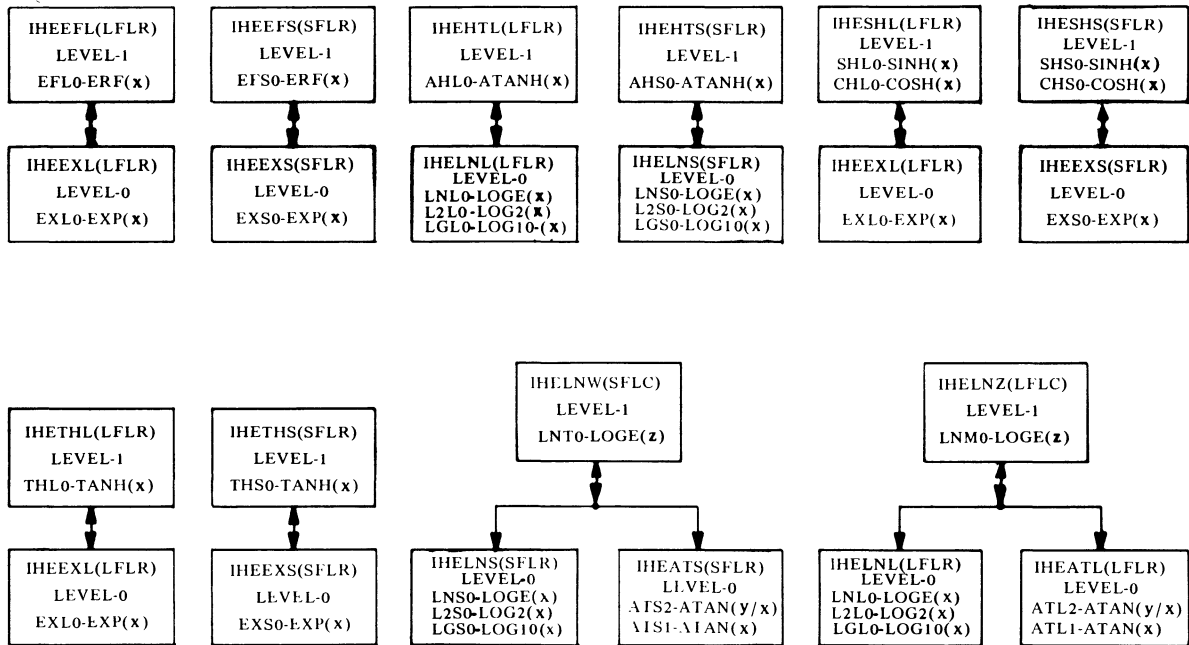 IHEEFL(LFLR)
LEVEL-1
EFL0-ERF(x)
IHEEFS(SFLR)
LEVEL-1
EFS0-ERF(x)
IHEHTL(LFLR)
LEVEL-1
AHL0-ATANH(x)
IHEHTS(SFLR)
LEVEL-1
AHS0-ATANH(x)
IHESHL(LFLR)
LEVEL-1
SHL0-SINH(x)
CHL0-COSH(x)
IHESHS(SFLR)
LEVEL-1
SHS0-SINH(x)
CHS0-COSH(x)
IHEEXL(LFLR)
LEVEL-0
EXL0-EXP(x)
IHEEXS(SFLR)
LEVEL-0
EXS0-EXP(x)
IHELNL(LFLR)
LEVEL-0
LNL0-LOGE(x)
L2L0-LOG2(x)
LGL0-LOG10-(x)
IHELNS(SFLR)
LEVEL-0
LNS0-LOGE(x)
L2S0-LOG2(x)
LGS0-LOG10(x)
IHEEXL(LFLR)
LEVEL-0
EXL0-EXP(x)
IHEEXS(SFLR)
LEVEL-0
EXS0-EXP(x)
IHETHL(LFLR)
LEVEL-1
THL0-TANH(x)
IHETHS(SFLR)
LEVEL-1
THS0-TANH(x)
IHELNW(SFLC)
LEVEL-1
LNT0-LOGE(z)
IHELNZ(LFLC)
LEVEL-1
LNM0-LOGE(z)
IHEEXL(LFLR)
LEVEL-0
EXL0-EXP(x)
IHEEXS(SFLR)
LEVEL-0
EXS0-EXP(x)
IHELNS(SFLR)
LEVEL-0
LNS0-LOGE(x)
L2S0-LOG2(x)
LGS0-LOG10(x)
IHEATS(SFLR)
LEVEL-0
ATS2-ATAN(y/x)
ATS1-ATAN(x)
IHELNL(LFLR)
LEVEL-0
LNL0-LOGE(x)
L2L0-LOG2(x)
LGL0-LOG10(x)
IHEATL(LFLR)
LEVEL-0
ATL2-ATAN(y/x)
ATL1-ATAN(x)